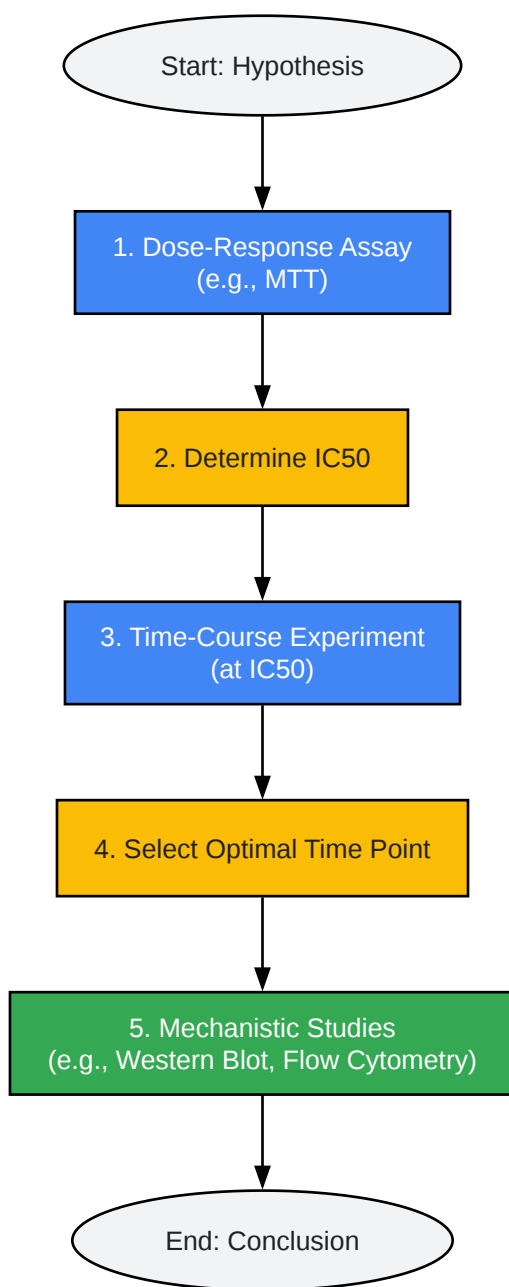 Start: Hypothesis
1. Dose-Response Assay
(e.g., MTT)
2. Determine IC50
3. Time-Course Experiment
(at IC50)
4. Select Optimal Time Point
5. Mechanistic Studies
(e.g., Western Blot, Flow Cytometry)
End: Conclusion